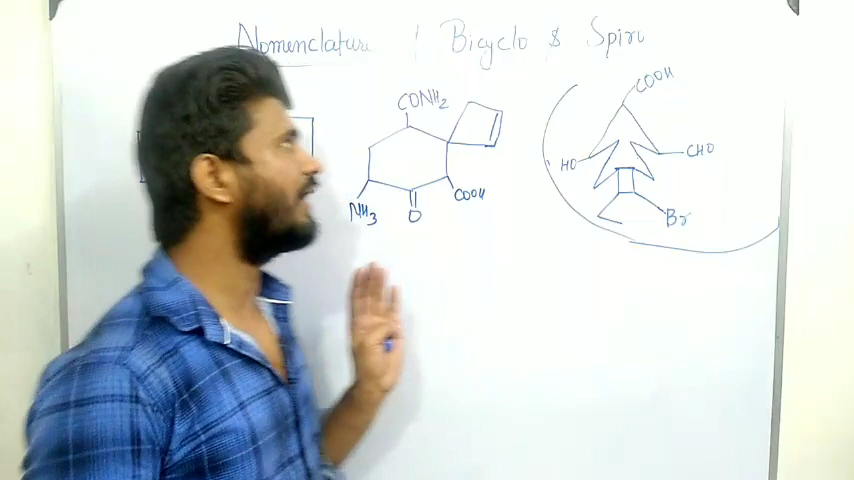 Nomenclature / Bicyclo & Spiro
COOH
CONH2
HO
CHO
NH3
O
COOH
Br